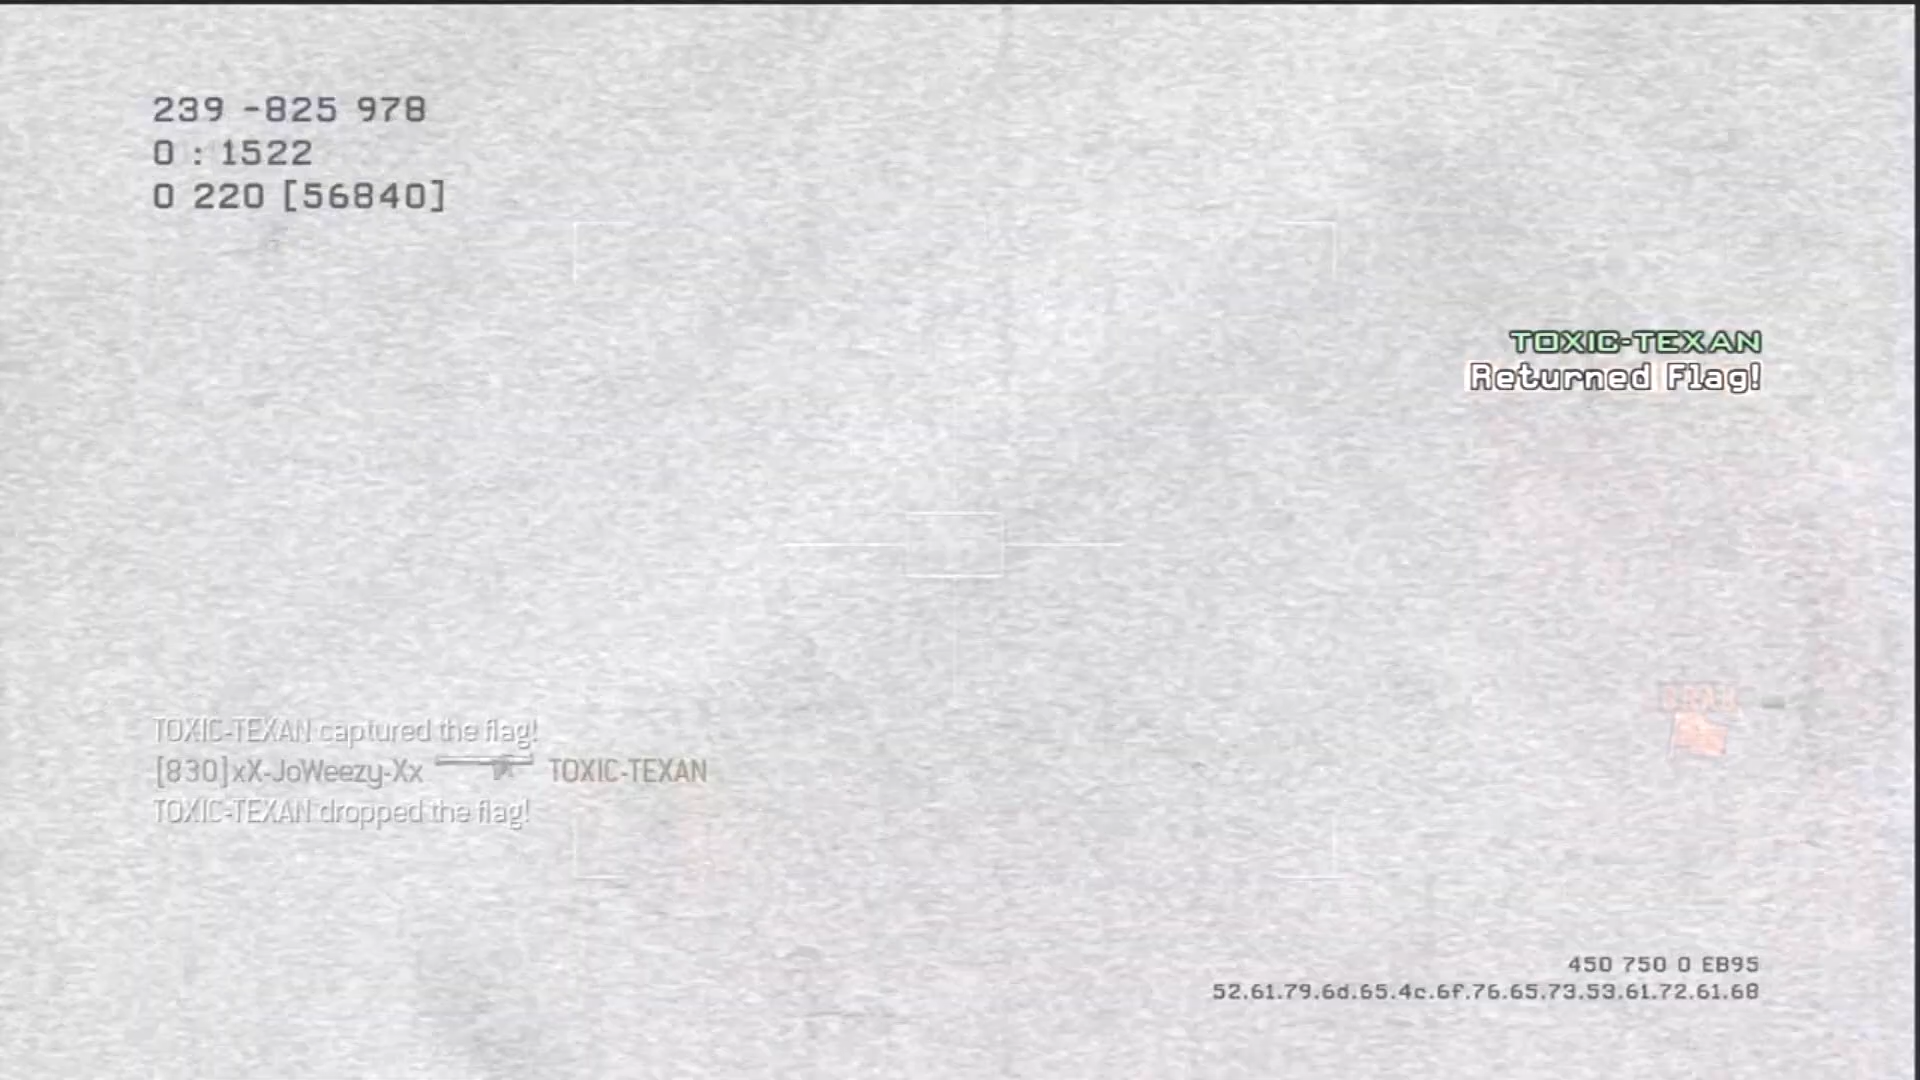 239 -825 978
0 : 1522
0 220 [56840]
TOXIC-TEXAN
Returned Flag!
TOXIC-TEXAN captured the flag!
[830]xX-JoWeezy-Xx TOXIC-TEXAN
TOXIC-TEXAN dropped the flag!
450 750 0 EB95
52.61.79.6d.65.4c.6f.76.65.73.53.61.72.61.68